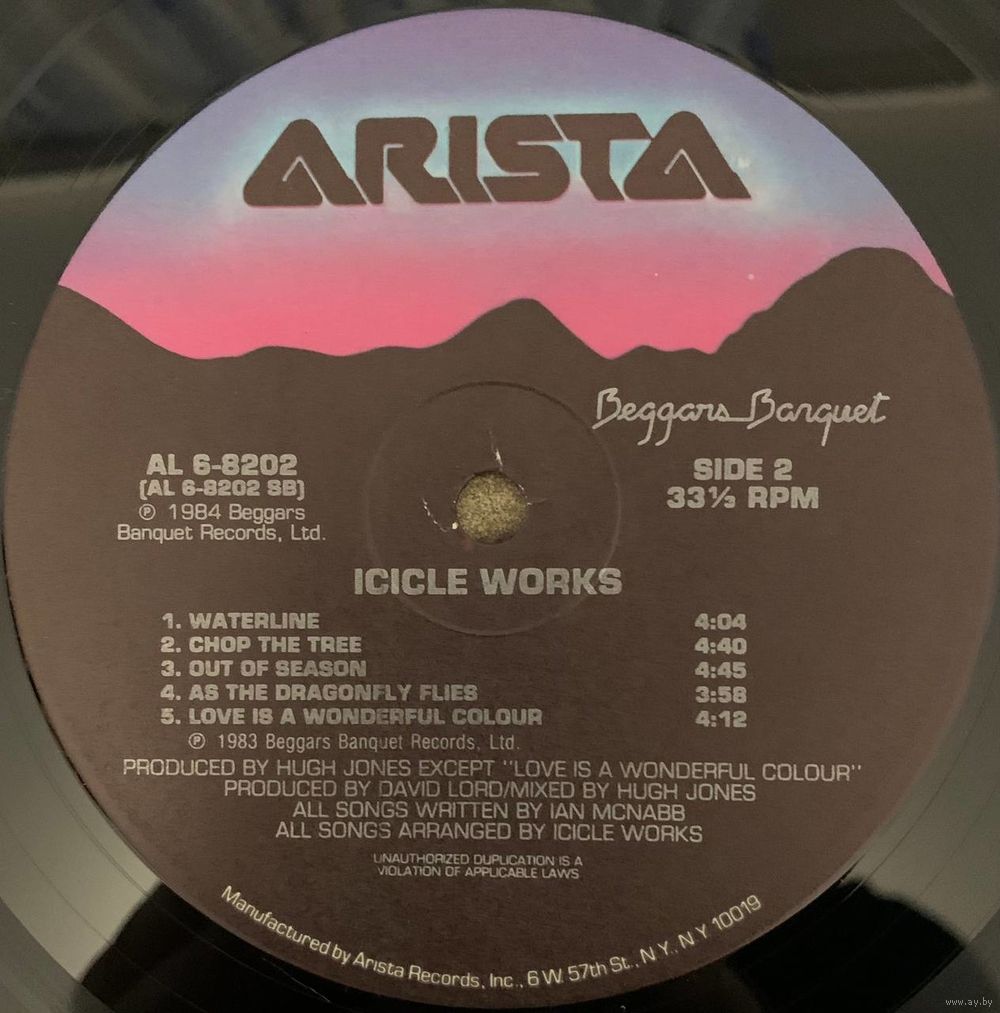 ARISTA
Beggars Banquet
AL 6-8202
(AL 6-8202 SB)
℗ 1984 Beggars
Banquet Records, Ltd.
SIDE 2
33⅓ RPM
ICICLE WORKS
1. WATERLINE 4:04
2. CHOP THE TREE 4:40
3. OUT OF SEASON 4:45
4. AS THE DRAGONFLY FLIES 3:58
5. LOVE IS A WONDERFUL COLOUR 4:12
℗ 1983 Beggars Banquet Records, Ltd.
PRODUCED BY HUGH JONES EXCEPT "LOVE IS A WONDERFUL COLOUR"
PRODUCED BY DAVID LORD/MIXED BY HUGH JONES
ALL SONGS WRITTEN BY IAN MCNABB
ALL SONGS ARRANGED BY ICICLE WORKS
UNAUTHORIZED DUPLICATION IS A
VIOLATION OF APPLICABLE LAWS
Manufactured by Arista Records, Inc., 6 W. 57th St., N.Y., N.Y. 10019
www.ay.by